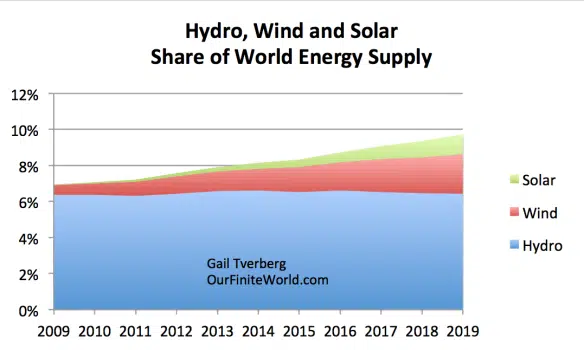 Hydro, Wind and Solar
Share of World Energy Supply
12%
10%
8%
6%
4%
2%
0%
2009 2010 2011 2012 2013 2014 2015 2016 2017 2018 2019
Solar
Wind
Hydro
Gail Tverberg
OurFiniteWorld.com